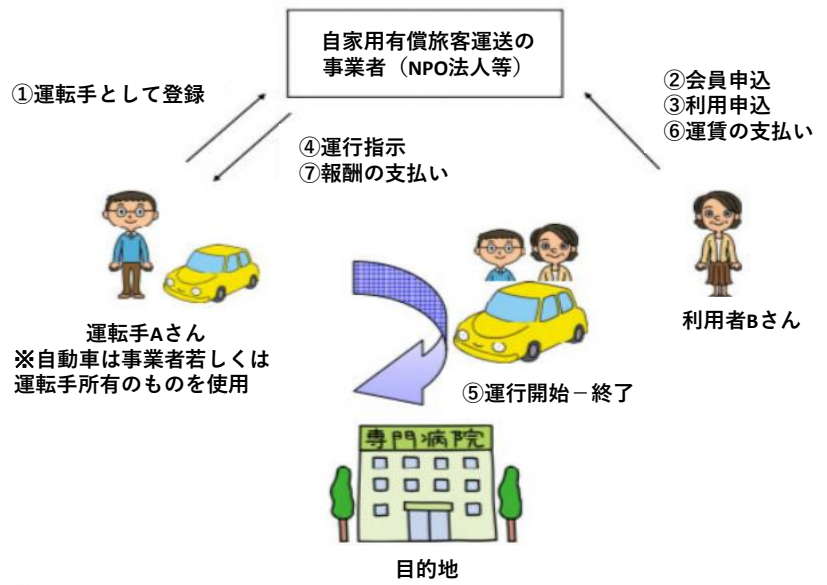 自家用有償旅客運送の
事業者（NPO法人等）
①運転手として登録
②会員申込
③利用申込
⑥運賃の支払い
④運行指示
⑦報酬の支払い
運転手Aさん
※自動車は事業者若しくは
運転手所有のものを使用
利用者Bさん
⑤運行開始－終了
専門病院
目的地